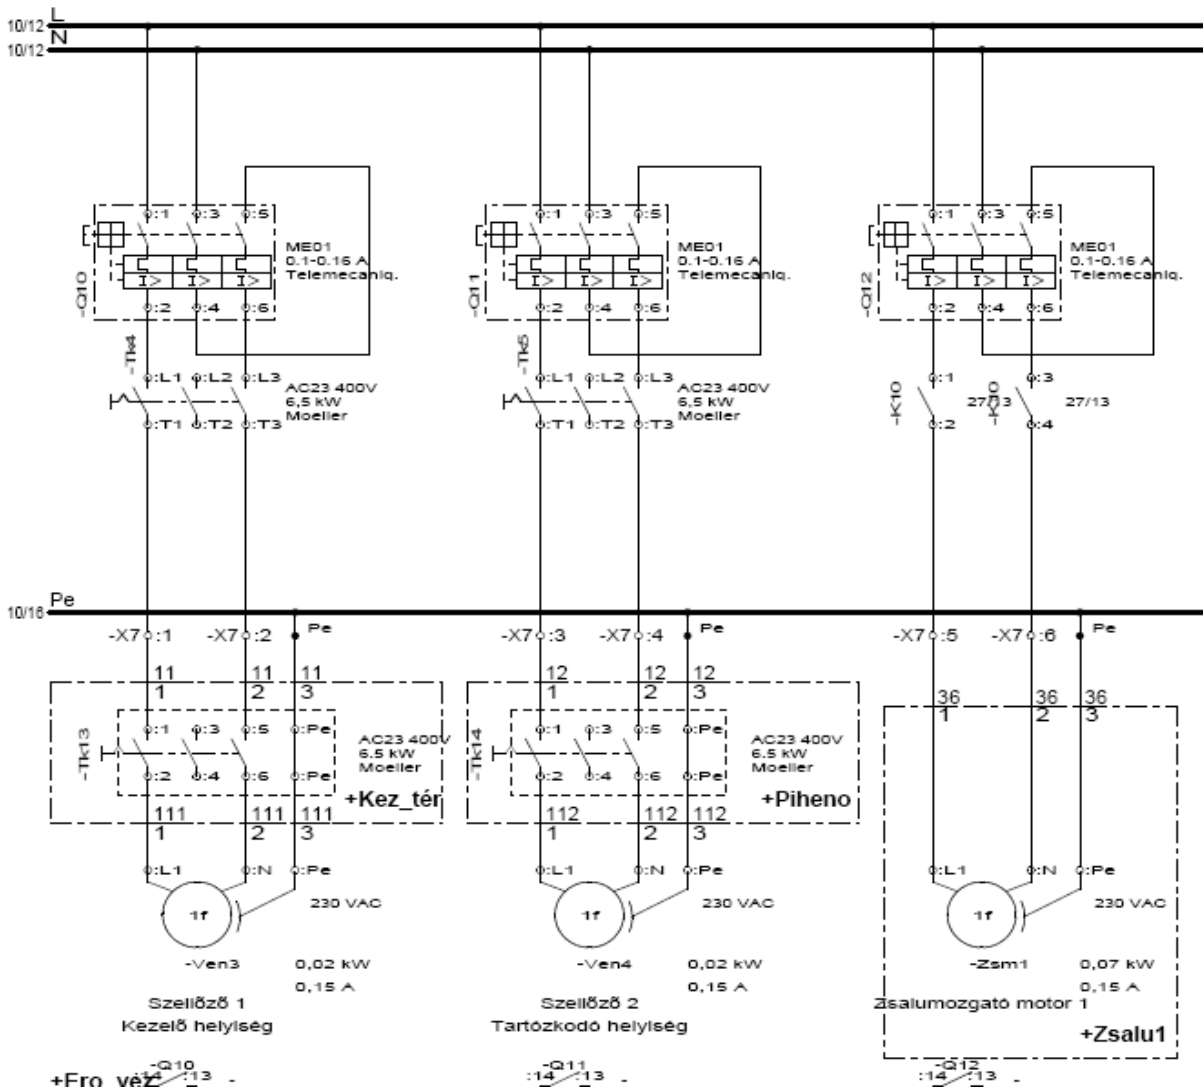 L
10/12
N
10/12
:1 :3 :5
:1 :3 :5
:1 :3 :5
ME01
0.1-0.16 A
Telemecaniq.
ME01
0.1-0.16 A
Telemecaniq.
ME01
0.1-0.16 A
Telemecaniq.
-Q10
-Q11
-Q12
I> I> I>
I> I> I>
I> I> I>
:2 :4 :6
:2 :4 :6
:2 :4 :6
-Tk4
-Tk5
:L1 :L2 :L3
:L1 :L2 :L3
:1 :3
AC23 400V
6,5 kW
Moeller
AC23 400V
6,5 kW
Moeller
-K10
27/13
-K10
27/13
:T1 :T2 :T3
:T1 :T2 :T3
:2 :4
10/16
Pe
-X7 :1 -X7 :2 Pe
-X7 :3 -X7 :4 Pe
-X7 :5 -X7 :6 Pe
11 11 11
1 2 3
12 12 12
1 2 3
36 36 36
1 2 3
-Tk13
:1 :3 :5 :Pe
:2 :4 :6 :Pe
AC23 400V
6.5 kW
Moeller
+Kez_tér
-Tk14
:1 :3 :5 :Pe
:2 :4 :6 :Pe
AC23 400V
6.5 kW
Moeller
+Piheno
111 111 111
1 2 3
112 112 112
1 2 3
:L1 :N :Pe
:L1 :N :Pe
:L1 :N :Pe
1f
230 VAC
1f
230 VAC
1f
230 VAC
-Ven3 0,02 kW
0,15 A
-Ven4 0,02 kW
0,15 A
-Zsm1 0,07 kW
0,15 A
Szellőző 1
Kezelő helyiség
Szellőző 2
Tartózkodó helyiség
Zsalumozgató motor 1
+Zsalu1
-Q10
:14 :13 -
-Q11
:14 :13 -
-Q12
:14 :13 -